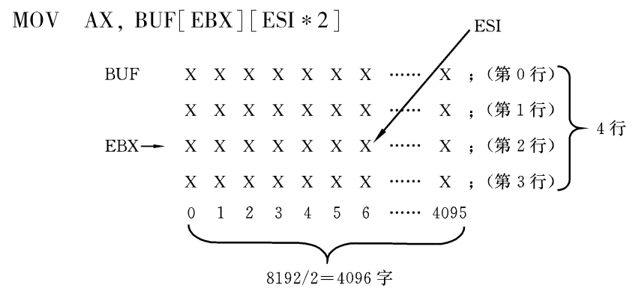 MOV AX, BUF[EBX][ESI*2]
ESI
BUF X X X X X X X …… X ;(第0行)
X X X X X X X …… X ;(第1行)
4行
EBX X X X X X X X …… X ;(第2行)
X X X X X X X …… X ;(第3行)
0 1 2 3 4 5 6 …… 4095
8192/2=4096字